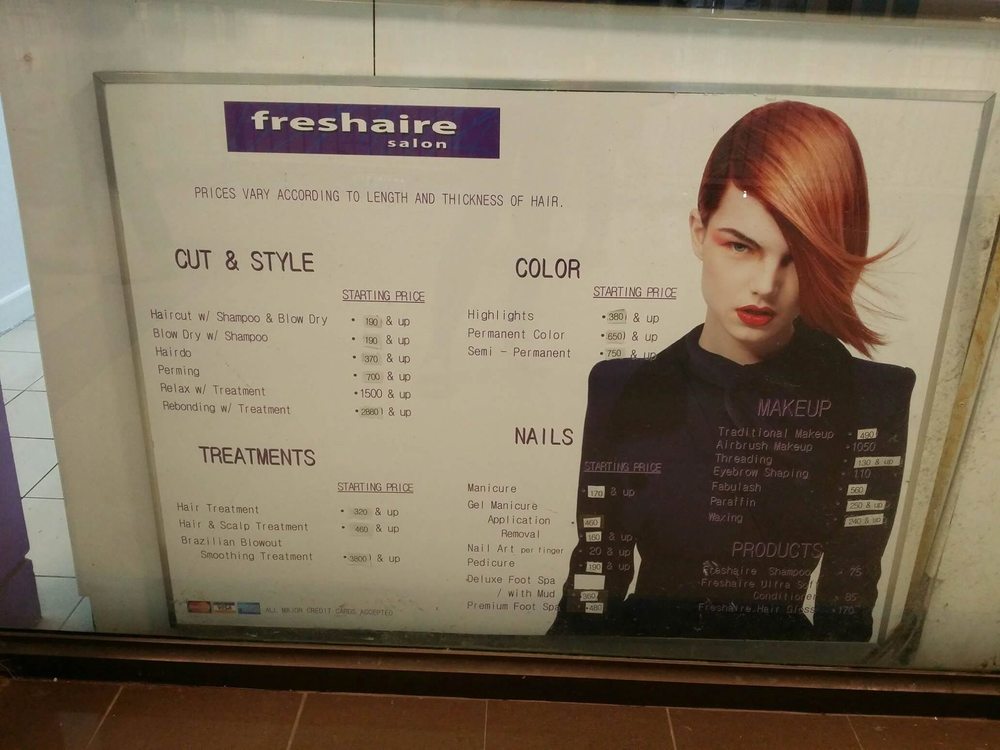 freshaire
salon
PRICES VARY ACCORDING TO LENGTH AND THICKNESS OF HAIR.
CUT & STYLE
STARTING PRICE
Haircut w/ Shampoo & Blow Dry • 190 & up
Blow Dry w/ Shampoo • 190 & up
Hairdo • 370 & up
Perming • 700 & up
Relax w/ Treatment •1500 & up
Rebonding w/ Treatment •2880 & up
TREATMENTS
STARTING PRICE
Hair Treatment • 320 & up
Hair & Scalp Treatment • 460 & up
Brazilian Blowout
Smoothing Treatment •3800 & up
ALL MAJOR CREDIT CARDS ACCEPTED
COLOR
STARTING PRICE
Highlights •380 & up
Permanent Color •650 & up
Semi - Permanent •750 & up
NAILS
STARTING PRICE
Manicure • 170 & up
Gel Manicure
Application • 460
Removal • 160 & up
Nail Art per finger • 20 & up
Pedicure • 190 & up
Deluxe Foot Spa
/ with Mud •360
Premium Foot Spa •480
MAKEUP
Traditional Makeup • 490
Airbrush Makeup •1050
Threading • 130 & up
Eyebrow Shaping • 110
Fabulash • 560
Paraffin • 250 & up
Waxing • 240 & up
PRODUCTS
Freshaire Shampoo • 75
Freshaire Ultra Soft
Conditioner • 85
Freshaire Hair Gloss •170